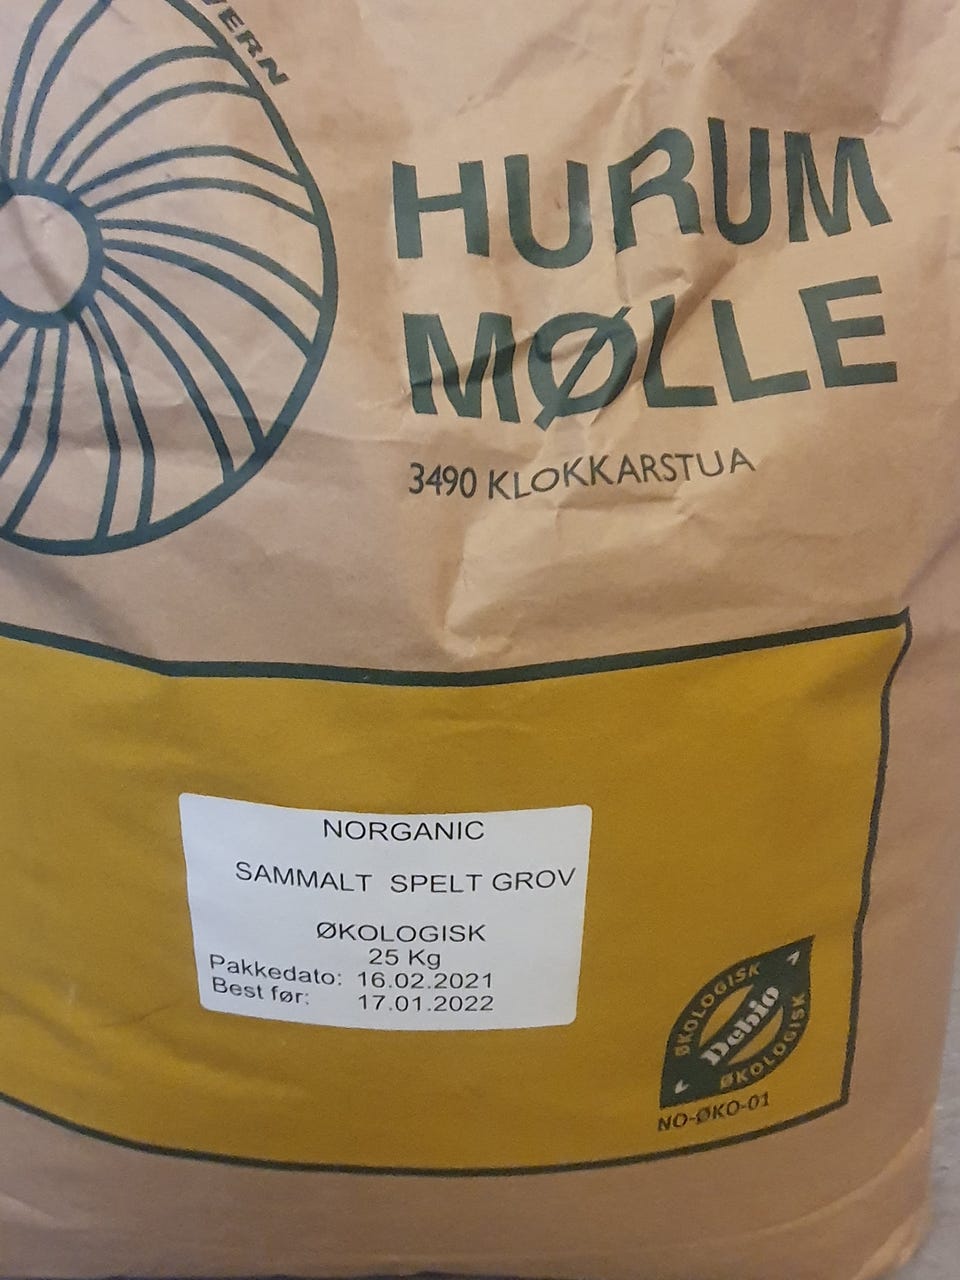 HURUM
MØLLE
3490 KLOKKARSTUA
NORGANIC
SAMMALT SPELT GROV
ØKOLOGISK
25 Kg
Pakkedato: 16.02.2021
Best før: 17.01.2022
ØKOLOGISK
Debio
ØKOLOGISK
NO-ØKO-01